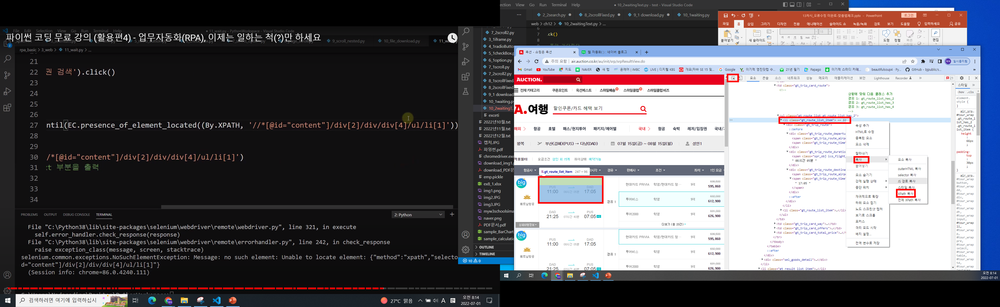 File Edit Selection View Go Run Terminal Help
● 11_wait.py - PythonWorkspace - Visual Studio Code
파이썬 코딩 무료 강의 (활용편4) - 업무자동화(RPA), 이제는 일하는 척(?)만 하세요
9_scroll_nested.py
10_file_download.py
rpa_basic > 3_web > 11_wait.py > ...
21
22 권 검색').click()
23
24
25
26
27 ntil(EC.presence_of_element_located((By.XPATH, '//*[@id="content"]/div[2]/div/div[4]/ul/li[1]'))
28
29
30 /*[@id="content"]/div[2]/div/div[4]/ul/li[1]')
31 부분을 출력
32
33
34
PROBLEMS OUTPUT DEBUG CONSOLE TERMINAL
2: Python
File "C:\Python38\lib\site-packages\selenium\webdriver\remote\webdriver.py", line 321, in execute
self.error_handler.check_response(response)
File "C:\Python38\lib\site-packages\selenium\webdriver\remote\errorhandler.py", line 242, in check_response
raise exception_class(message, screen, stacktrace)
selenium.common.exceptions.NoSuchElementException: Message: no such element: Unable to locate element: {"method":"xpath","selecto
d="content"]/div[2]/div/div[4]/ul/li[1]"}
(Session info: chrome=86.0.4240.111)
검색하려면 여기에 입력하십시
27℃ 맑음
A 한
오전 8:14
2022-07-01
View Go Run Terminal Help
● 10_2waitingText.py - test - Visual Studio Code
2_2search.py ● 8_2scrollFixed.py ● 9_1 download.py ● 10_1waiting.py
web > ch12 > 10_2waitingText.py > ...
6
7 .ck()
8
7_2scroll2.py
3_1iframe.py
4_1radioButto
5_1checkBox.p
6_1option.py
7_1scroll.py
7_2scroll2.py
8_1scrollFixed.
8_2scrollFixed
9_1 download
10_1waiting.py
10_2waitingT...
exceti
2022년10월.txt
2022년11월.txt
2022년12월.txt
캡처.JPG
파잉썬.pdf
chromedriver.exe
download_img1.j
download_PDF문
emp.pickle
ex8_1.xlsx
img1.png
img2.JPG
img3.JPG
myw3schoolsima
naver.png
PDF문서.pdf
sample_BarChart
sample_calculatio
OUTLINE
TIMELINE
10 0
13차시_오류수정 미완료-맞춤법체크.pptx - PowerPoint
로그인
파일 홈 삽입 그리기 디자인 전환 애니메이션 슬라이드 쇼 녹음/녹화 검토 보기 도움말 입력하세요 공유
붙여넣기 새 슬라이드 도형 정렬 빠른 편집
옥션 - 쇼핑은 옥션
웹 자동화( ) : 네이버 블로그
주의 요함 | air.auction.co.kr/au/init/srp/srpResultView.do
일시중지됨
Gmail YouTube 지도 NAVER 새 탭 온에어 | iMBC LIVE | 디지털 KBS 개요(자바 SE 15 및... Google 이기적 영진닷컴 수... 21년 필기 Papago 이기적 스터디 카페... beautifulsoup4 · Py... GitHub - bjpublic/s...
AUCTION.
전체 카테고리 쿠폰포인트 옥션베스트 스마일배송 스마일클럽 스마일클럽 비즈
A.여행 할인쿠폰/카드 혜택 보기
해외 항공 호텔 패스/현지투어 패키지/에어텔 국내 항공 숙박 레저/입장권
왕복 부산(김해)(PUS) → 다낭(DAD) 07월 15일(금) ~ 08월 15일(월) 성인1
적용필터 요금조건 성인 외 15개 좌석상태 예약가능
항공사 경유 판매사 조건 좌석 1인 요금
li.gt_route_list_item 247 × 96
big
베트남항공
PUS DAD
11:00 08시간 05분 17:05
경유 1
현대카드 PRIVIA 학생/현대카드 청… 9석 636,500
595,860
투어비스 학생 9석 632,900
612,900
DAD PUS
21:25 07시간 40분 07:05 +1
투어2000 학생 9석 631,900
626,900
상세비행정보
더보기 (총 20건)
big
베트남항공
PUS DAD
11:00 08시간 05분 17:05
경유 1
현대카드 PRIVIA 학생/현대카드 청… 9석 636,500
595,860
투어비스 학생 9석 632,900
612,900
DAD PUS
21:25 07시간 40분 07:05 +1
투어2000 학생 9석 631,900
626,900
요소 콘솔 소스 네트워크 성능 메모리 애플리케이션 보안 Lighthouse Recorder 21
<td class="gt_trip_card_route">
<!--
상황에 맞춰 다음 클래스 추가
경유 1: gt_route_list_has_2
경유 2: gt_route_list_has_3
경유 3: gt_route_list_has_4
-->
<ul class="gt_route_list gt_route_list_has_2">
<li class="gt_route_list_item"> == $0
<div class="gt_trip_route">
::before
<div class="gt_trip_route_departu
<span class="gt_trip_route_airpo
<span class="gt_trip_route_time"
</div>
<div class="gt_trip_route_duratio
<span class="spr_obj ico_flight_
" 08시간 05분 "
</div>
<div class="gt_trip_route_destina
<span class="gt_trip_route_airpo
<span class="gt_trip_route_time"
" 17:05 "
</span>
</div>
::after
</div>
</li>
<li class="gt_route_list_item">…</li>
</ul>
</td>
<td class="gt_trip_card_way">…</td>
<td class="gt_trip_card_offers">…</td>
<td class="gt_trip_card_total_price">…</t
</tr>
</tbody>
</table>
::after
</div>
<div class="sel_goods_detail">…</div>
</li>
<li class="gt_result_list_item">…</li>
속성 추가
HTML로 수정
중복된 요소
요소 삭제
잘라내기
복사
붙여넣기
요소 숨기기
강제 실행 상태
중단 위치
재귀적으로 확장
하위 요소 접기
노드 스크린샷 캡처
보기로 스크롤
포커스
격리 모드 시작
배지 설정...
전역 변수로 저장
요소 복사
outerHTML 복사
selector 복사
JS 경로 복사
스타일 복사
XPath 복사
전체 XPath 복사
스타일
:hov .cls
element.
style {
}
air_srp…
#tour_wrap
.gt_route_l
ist_has_2
.gt_route_l
ist_item {
height
:
66px
;
padding-
top
:
30px
;
}
air_srp…
#tour_wrap
button,
#tour_wrap
dd,
#tour_wrap
div,
#tour_wrap
dl,
#tour_wrap
dt,
#tour_wrap
input,
#tour_wrap
li,
#tour_wrap
p,
#tour_wrap
pre,
#tour_wrap
select,
#tour_wrap
table,
#tour_wrap
td,
#tour_wrap
오전 8:14
2022-07-01